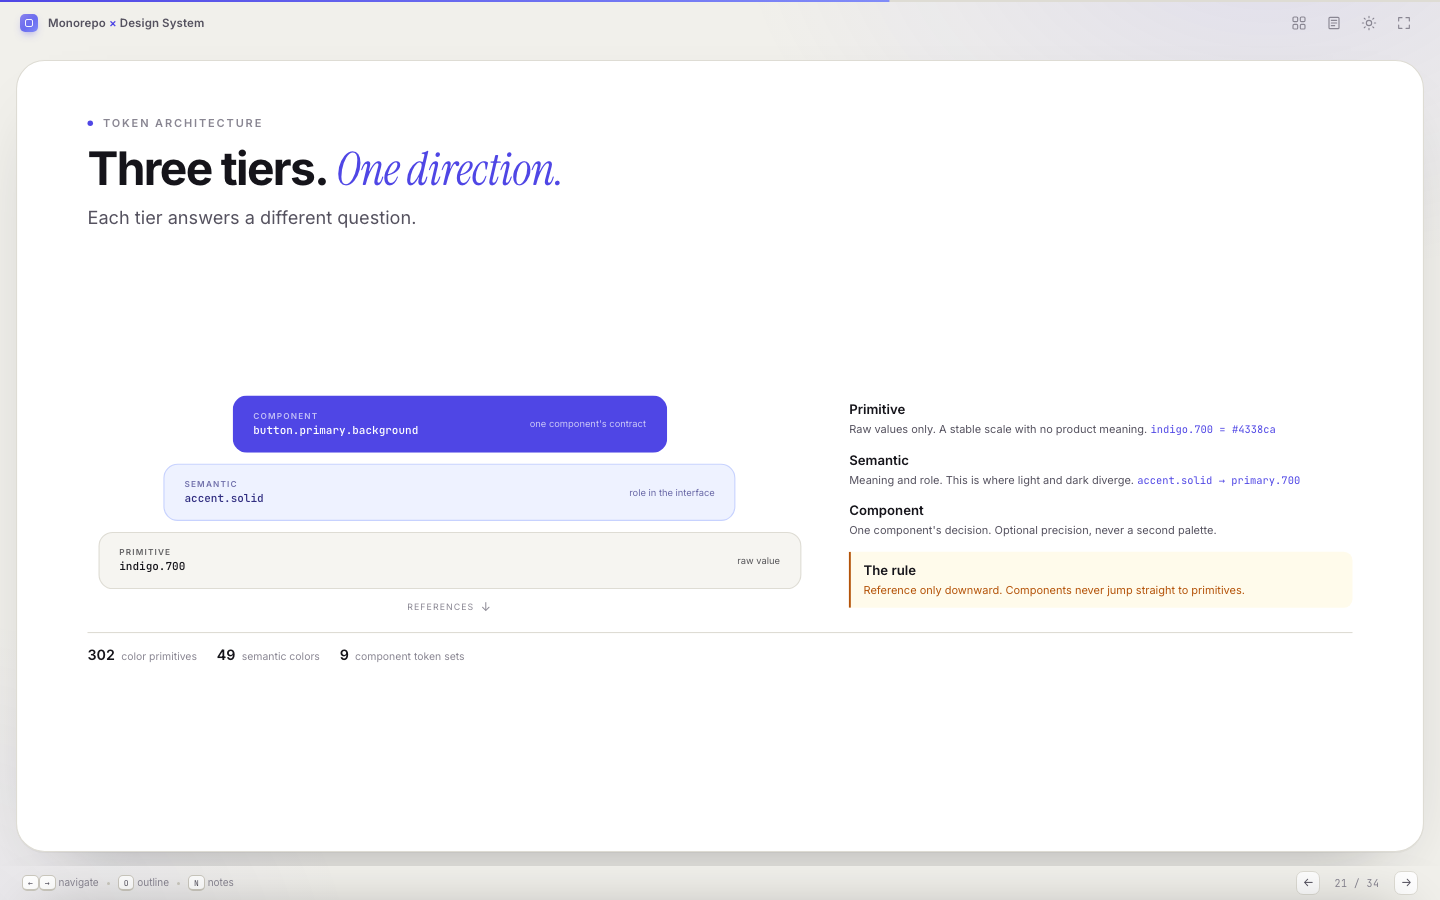 Monorepo × Design System
TOKEN ARCHITECTURE
Three tiers. One direction.
Each tier answers a different question.
COMPONENT
button.primary.background
one component's contract
SEMANTIC
accent.solid
role in the interface
PRIMITIVE
indigo.700
raw value
REFERENCES ↓
Primitive
Raw values only. A stable scale with no product meaning. indigo.700 = #4338ca
Semantic
Meaning and role. This is where light and dark diverge. accent.solid → primary.700
Component
One component's decision. Optional precision, never a second palette.
The rule
Reference only downward. Components never jump straight to primitives.
302 color primitives 49 semantic colors 9 component token sets
← → navigate • O outline • N notes
← 21 / 34 →